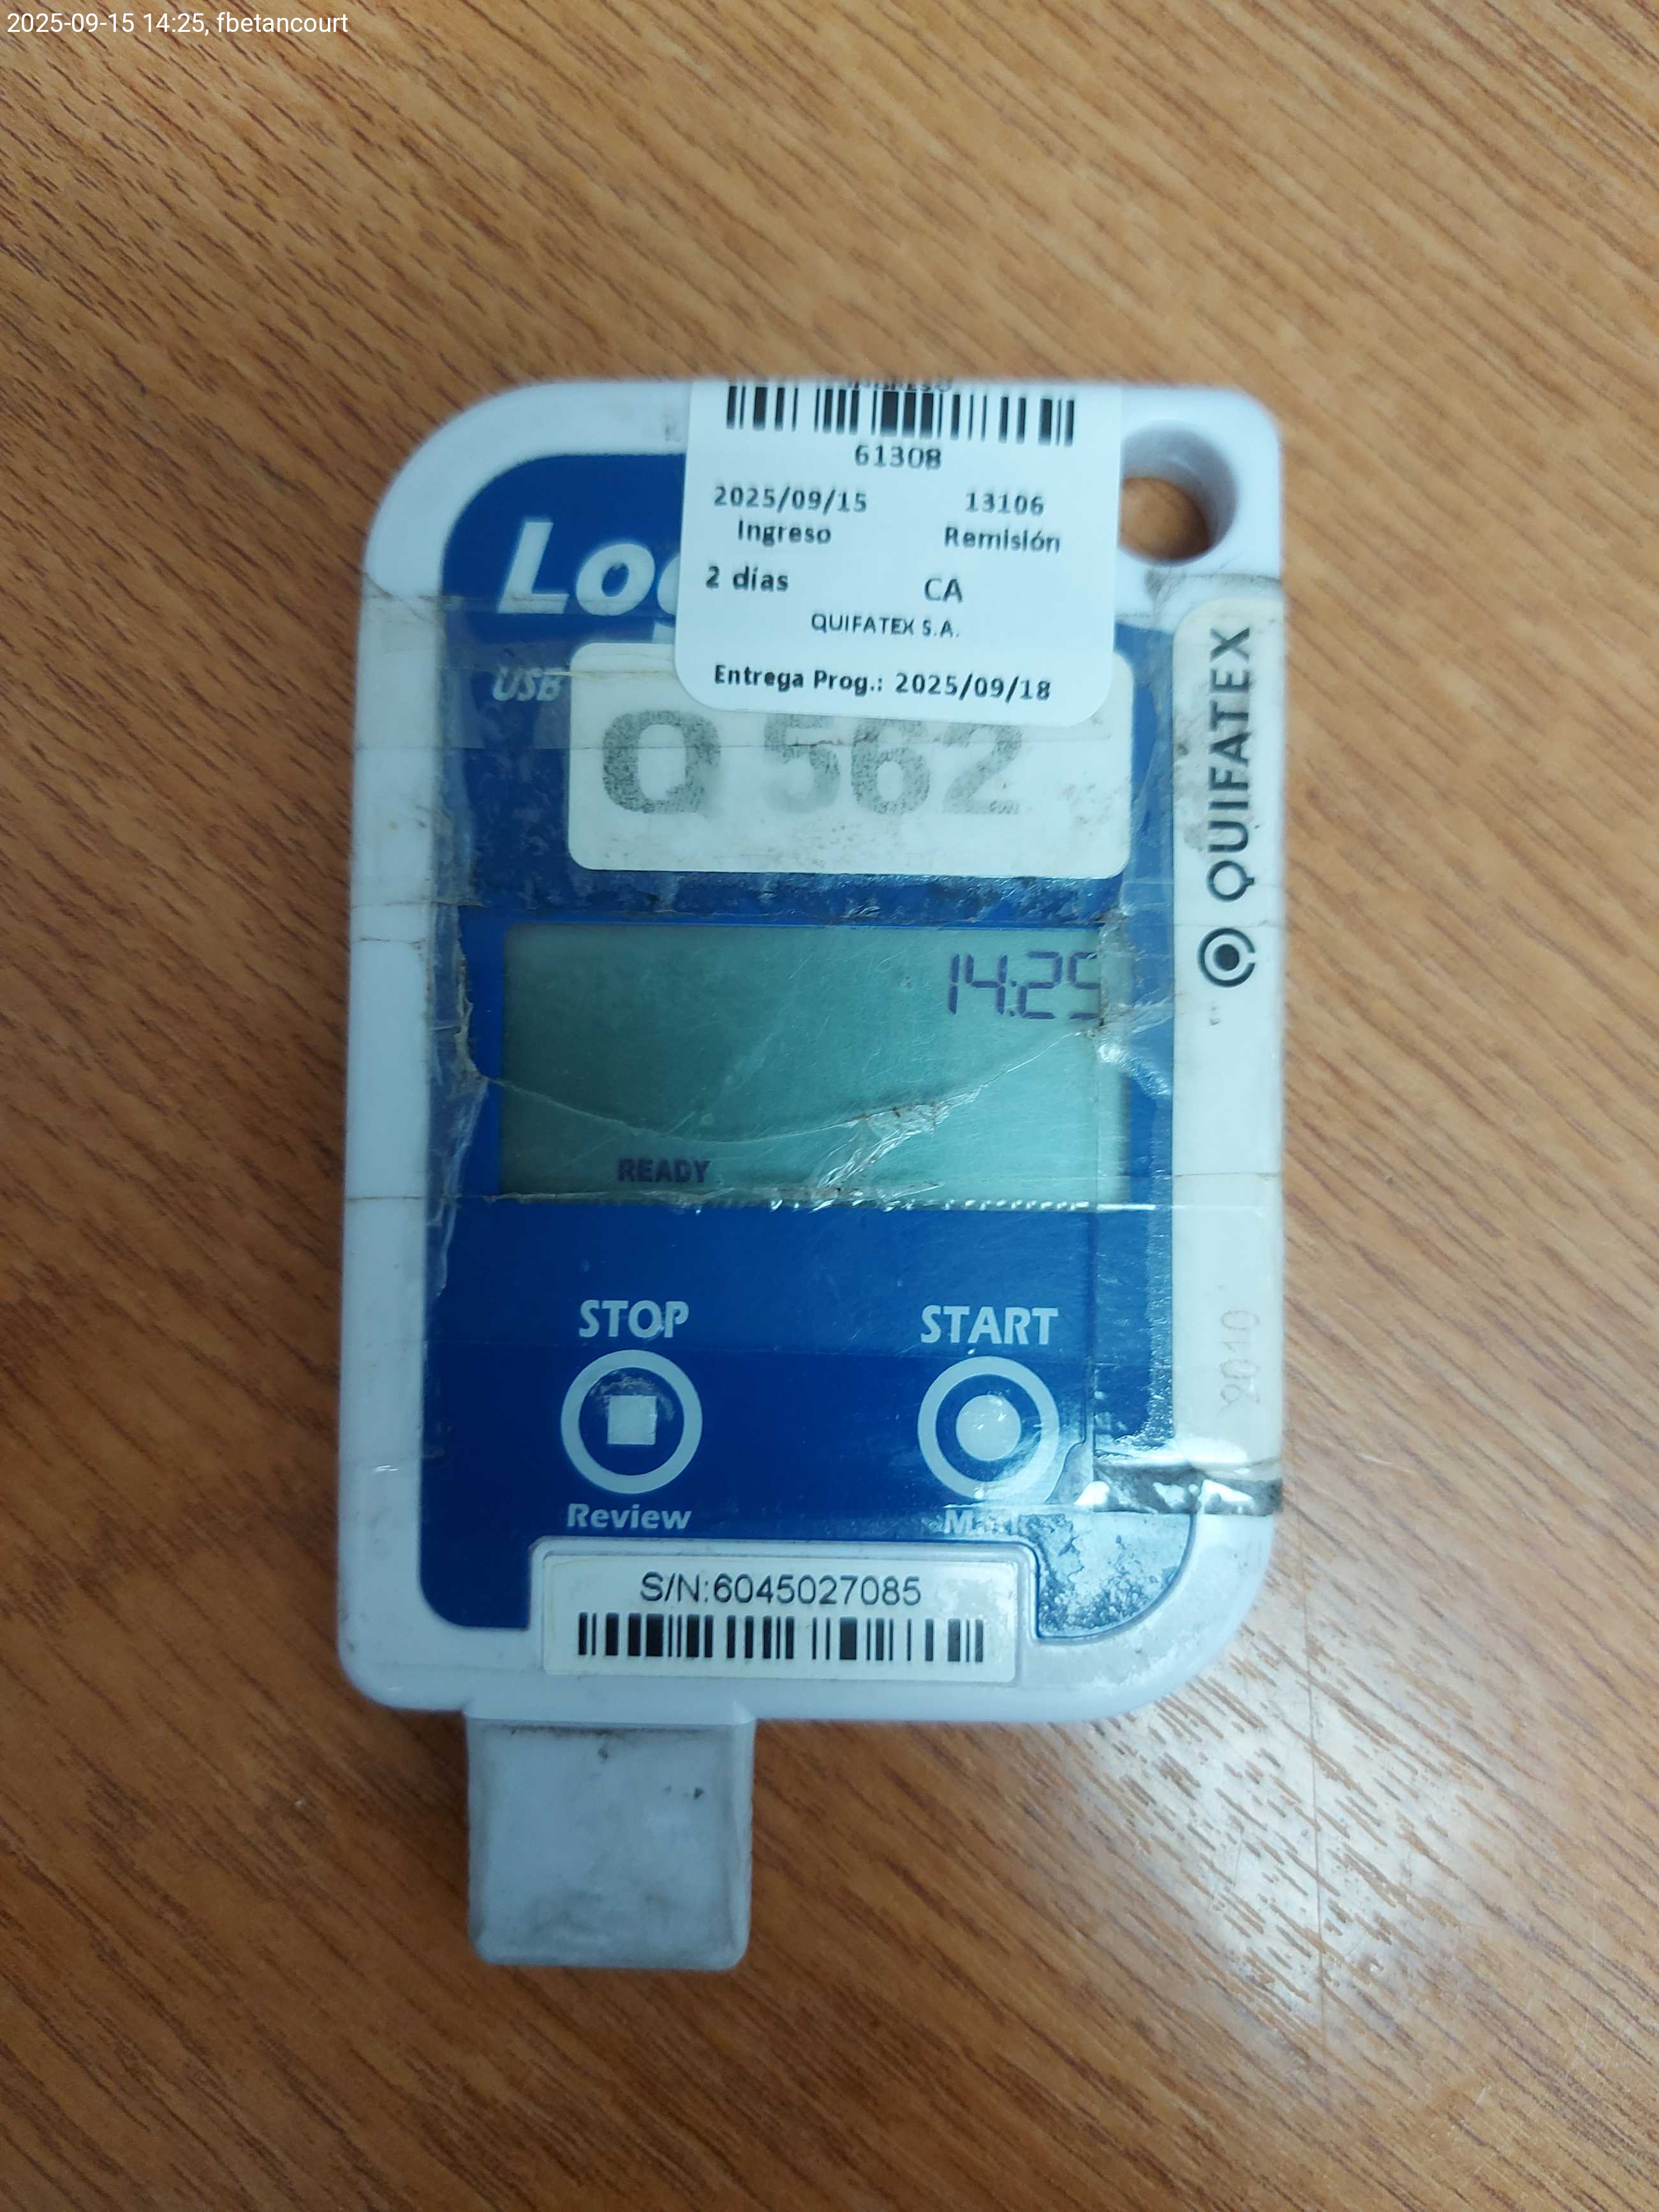 2025-09-15 14:25, fbetancourt
61308
2025/09/15 13106
Ingreso Remisión
2 días CA
QUIFATEX S.A.
Entrega Prog.: 2025/09/18
USB
Q 562
QUIFATEX
14:25
READY
STOP START
Review
S/N:6045027085